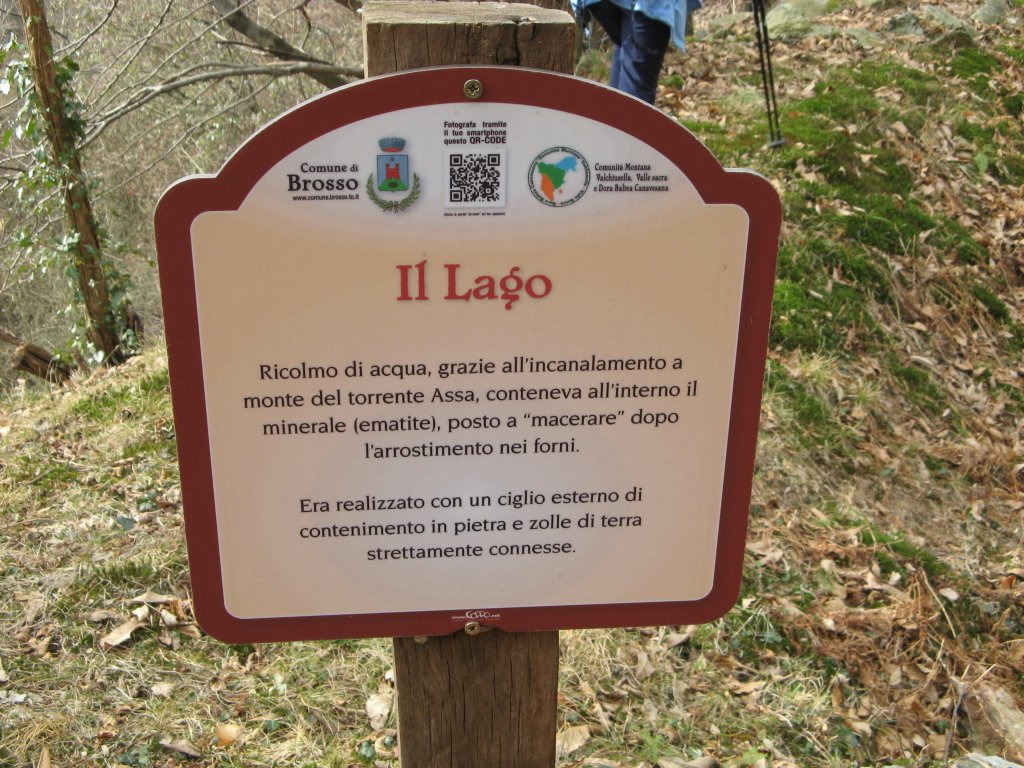 Fotografa tramite
il tuo smartphone
questo QR-CODE
Comune di
BROSSO
www.comune.brosso.to.it
Comunità Montana
Valchiusella, Valle sacra
e Dora Baltea Canavesana
Il Lago
Ricolmo di acqua, grazie all'incanalamento a
monte del torrente Assa, conteneva all'interno il
minerale (ematite), posto a “macerare” dopo
l'arrostimento nei forni.
Era realizzato con un ciglio esterno di
contenimento in pietra e zolle di terra
strettamente connesse.